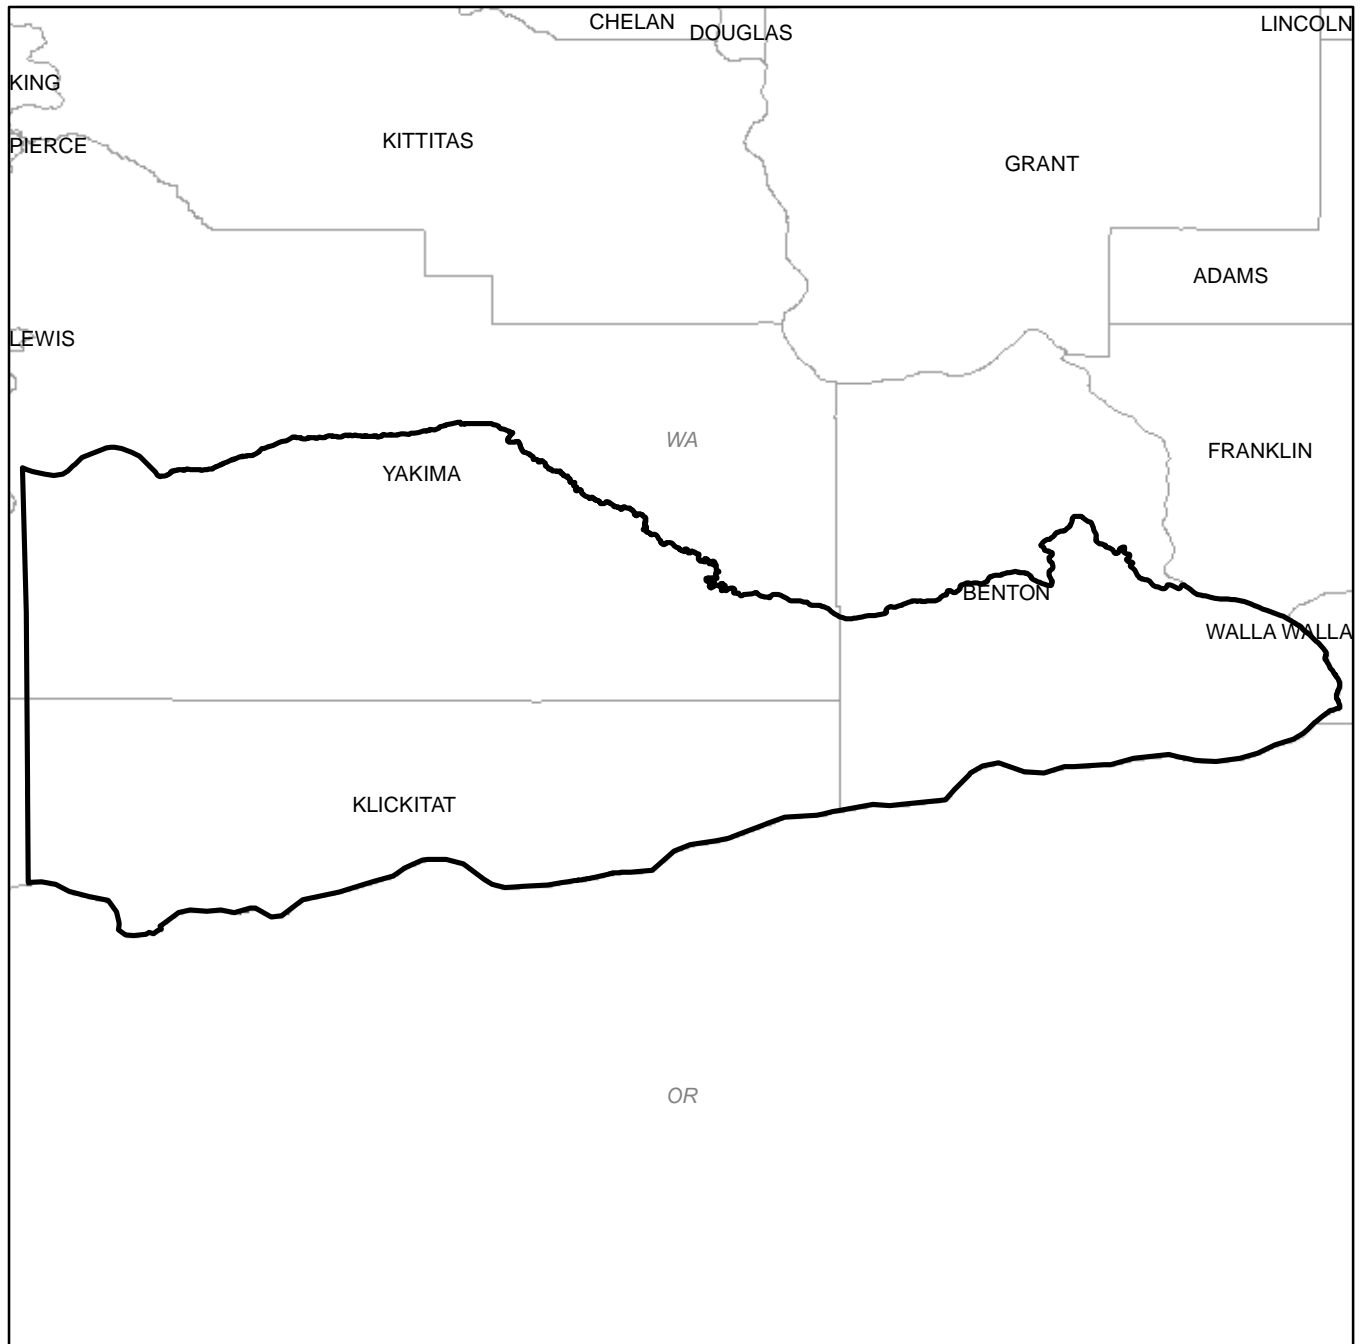 CHELAN
DOUGLAS
LINCOLN
KING
PIERCE
KITTITAS
GRANT
ADAMS
LEWIS
WA
FRANKLIN
YAKIMA
BENTON
WALLA WALLA
KLICKITAT
OR